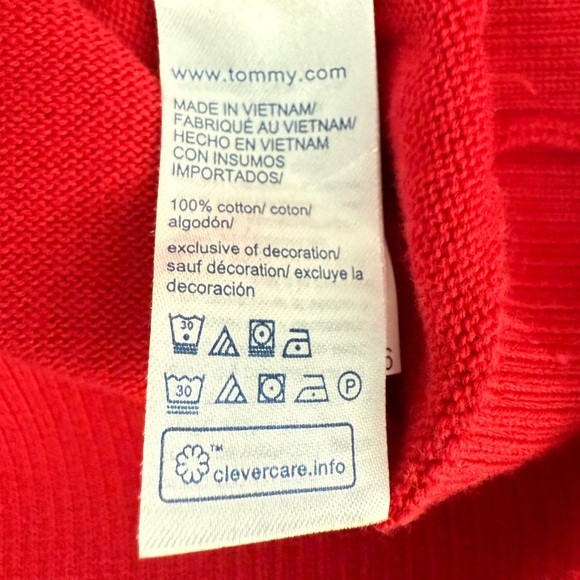 www.tommy.com
MADE IN VIETNAM/
FABRIQUÉ AU VIETNAM/
HECHO EN VIETNAM
CON INSUMOS
IMPORTADOS/
100% cotton/ coton/
algodón/
exclusive of decoration/
sauf décoration/ excluye la
decoración
30
30 P
™
clevercare.info